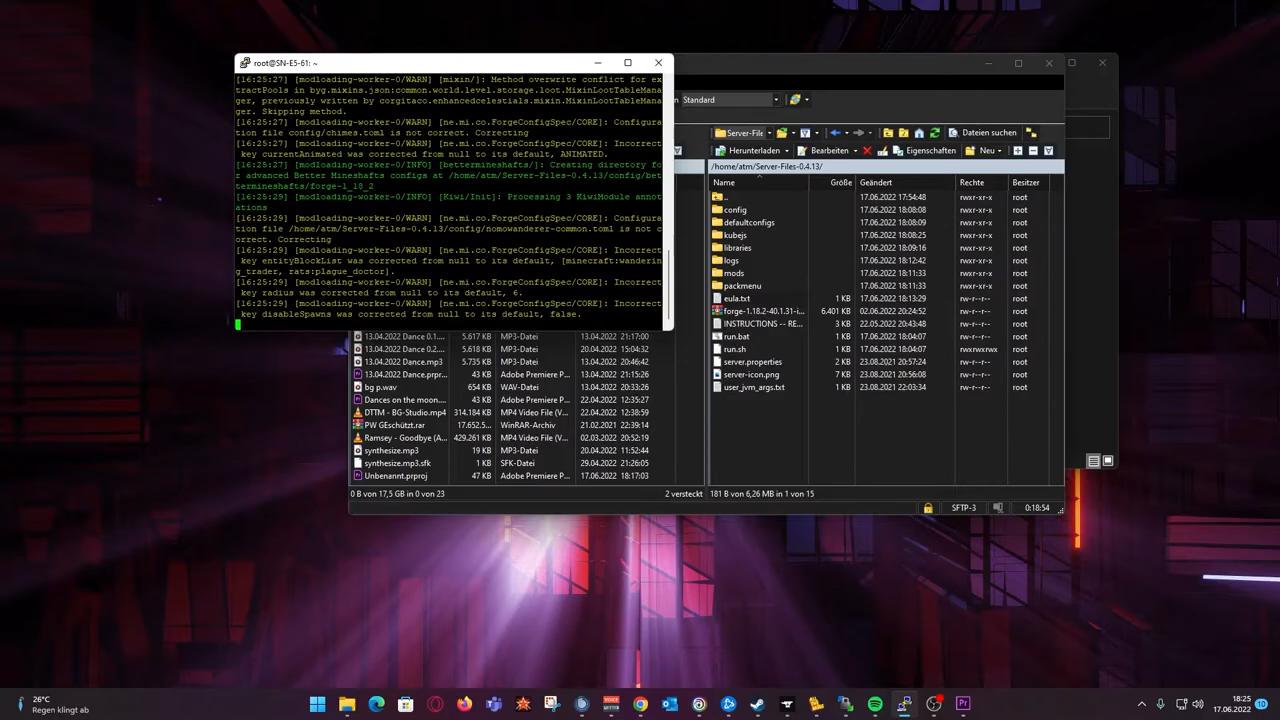 root@SN-E5-61: ~
[16:25:27] [modloading-worker-0/WARN] [mixin/]: Method overwrite conflict for ex
tractPools in byg.mixins.json:common.world.level.storage.loot.MixinLootTableMana
ger, previously written by corgitaco.enhancedcelestials.mixin.MixinLootTableMana
ger. Skipping method.
[16:25:27] [modloading-worker-0/WARN] [ne.mi.co.ForgeConfigSpec/CORE]: Configura
tion file config/chimes.toml is not correct. Correcting
[16:25:27] [modloading-worker-0/WARN] [ne.mi.co.ForgeConfigSpec/CORE]: Incorrect
key currentAnimated was corrected from null to its default, ANIMATED.
[16:25:27] [modloading-worker-0/INFO] [bettermineshafts/]: Creating directory fo
r advanced Better Mineshafts configs at /home/atm/Server-Files-0.4.13/config/bet
termineshafts/forge-1_18_2
[16:25:29] [modloading-worker-0/INFO] [Kiwi/Init]: Processing 3 KiwiModule annot
ations
[16:25:29] [modloading-worker-0/WARN] [ne.mi.co.ForgeConfigSpec/CORE]: Configura
tion file /home/atm/Server-Files-0.4.13/config/nomowanderer-common.toml is not c
orrect. Correcting
[16:25:29] [modloading-worker-0/WARN] [ne.mi.co.ForgeConfigSpec/CORE]: Incorrect
key entityBlockList was corrected from null to its default, [minecraft:wanderin
g_trader, rats:plague_doctor].
[16:25:29] [modloading-worker-0/WARN] [ne.mi.co.ForgeConfigSpec/CORE]: Incorrect
key radius was corrected from null to its default, 6.
[16:25:29] [modloading-worker-0/WARN] [ne.mi.co.ForgeConfigSpec/CORE]: Incorrect
key disableSpawns was corrected from null to its default, false.
n Standard
Server-File Dateien suchen
Herunterladen Bearbeiten Eigenschaften Neu
/home/atm/Server-Files-0.4.13/
Name Größe Geändert Rechte Besitzer
.. 17.06.2022 17:54:48 rwxr-xr-x root
config 17.06.2022 18:08:08 rwxr-xr-x root
defaultconfigs 17.06.2022 18:08:09 rwxr-xr-x root
kubejs 17.06.2022 18:08:25 rwxr-xr-x root
libraries 17.06.2022 18:09:16 rwxr-xr-x root
logs 17.06.2022 18:12:42 rwxr-xr-x root
mods 17.06.2022 18:11:33 rwxr-xr-x root
packmenu 17.06.2022 18:11:33 rwxr-xr-x root
eula.txt 1 KB 17.06.2022 18:13:29 rw-r--r-- root
forge-1.18.2-40.1.31-i... 6.401 KB 02.06.2022 20:24:54 rw-r--r-- root
INSTRUCTIONS -- RE... 3 KB 22.05.2022 20:43:48 rw-r--r-- root
run.bat 1 KB 17.06.2022 18:04:07 rw-r--r-- root
run.sh 1 KB 17.06.2022 18:04:07 rwxrwxrwx root
server.properties 2 KB 23.08.2021 20:57:24 rw-r--r-- root
server-icon.png 7 KB 23.08.2021 20:56:08 rw-r--r-- root
user_jvm_args.txt 1 KB 23.08.2021 22:03:34 rw-r--r-- root
13.04.2022 Dance 0.1... 5.617 KB MP3-Datei 13.04.2022 21:17:00
13.04.2022 Dance 0.2... 5.618 KB MP3-Datei 20.04.2022 15:04:32
13.04.2022 Dance.mp3 5.735 KB MP3-Datei 13.04.2022 20:46:42
13.04.2022 Dance.prpr... 43 KB Adobe Premiere P... 13.04.2022 21:15:26
bg p.wav 654 KB WAV-Datei 13.04.2022 20:33:26
Dances on the moon... 43 KB Adobe Premiere P... 22.04.2022 12:35:27
DTTM - BG-Studio.mp4 314.184 KB MP4 Video File (V... 22.04.2022 12:38:59
PW GEschützt.rar 17.652.5... WinRAR-Archiv 21.02.2021 22:39:14
Ramsey - Goodbye (A... 429.261 KB MP4 Video File (V... 02.03.2022 20:52:19
synthesize.mp3 19 KB MP3-Datei 20.04.2022 11:52:44
synthesize.mp3.sfk 1 KB SFK-Datei 29.04.2022 21:26:05
Unbenannt.prproj 47 KB Adobe Premiere P... 17.06.2022 18:17:03
0 B von 17,5 GB in 0 von 23 2 versteckt
181 B von 6,26 MB in 1 von 15
SFTP-3 0:18:54
26°C
Regen klingt ab
VOICE
18:25
17.06.2022